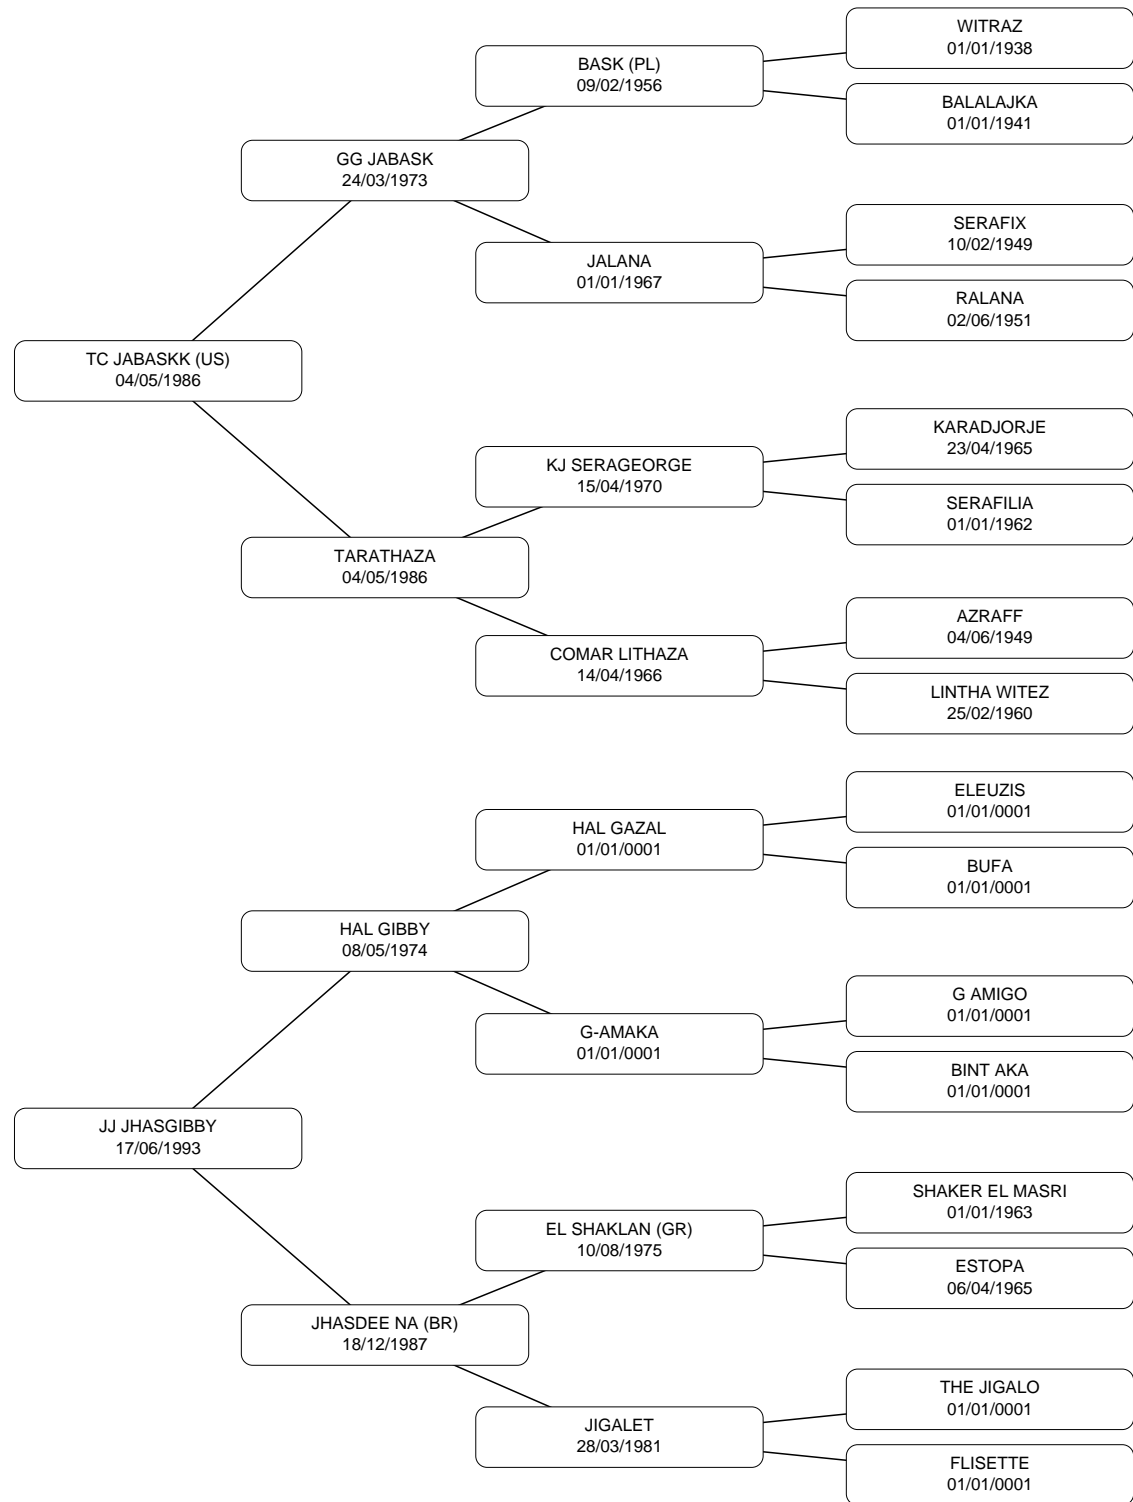 WITRAZ
01/01/1938
BASK (PL)
09/02/1956
BALALAJKA
01/01/1941
GG JABASK
24/03/1973
SERAFIX
10/02/1949
JALANA
01/01/1967
RALANA
02/06/1951
TC JABASKK (US)
04/05/1986
KARADJORJE
23/04/1965
KJ SERAGEORGE
15/04/1970
SERAFILIA
01/01/1962
TARATHAZA
04/05/1986
AZRAFF
04/06/1949
COMAR LITHAZA
14/04/1966
LINTHA WITEZ
25/02/1960
ELEUZIS
01/01/0001
HAL GAZAL
01/01/0001
BUFA
01/01/0001
HAL GIBBY
08/05/1974
G AMIGO
01/01/0001
G-AMAKA
01/01/0001
BINT AKA
01/01/0001
JJ JHASGIBBY
17/06/1993
SHAKER EL MASRI
01/01/1963
EL SHAKLAN (GR)
10/08/1975
ESTOPA
06/04/1965
JHASDEE NA (BR)
18/12/1987
THE JIGALO
01/01/0001
JIGALET
28/03/1981
FLISETTE
01/01/0001